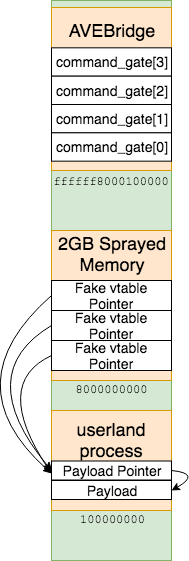 AVEBridge
command_gate[3]
command_gate[2]
command_gate[1]
command_gate[0]
ffffff8000100000
2GB Sprayed
Memory
Fake vtable
Pointer
Fake vtable
Pointer
Fake vtable
Pointer
8000000000
userland
process
Payload Pointer
Payload
100000000